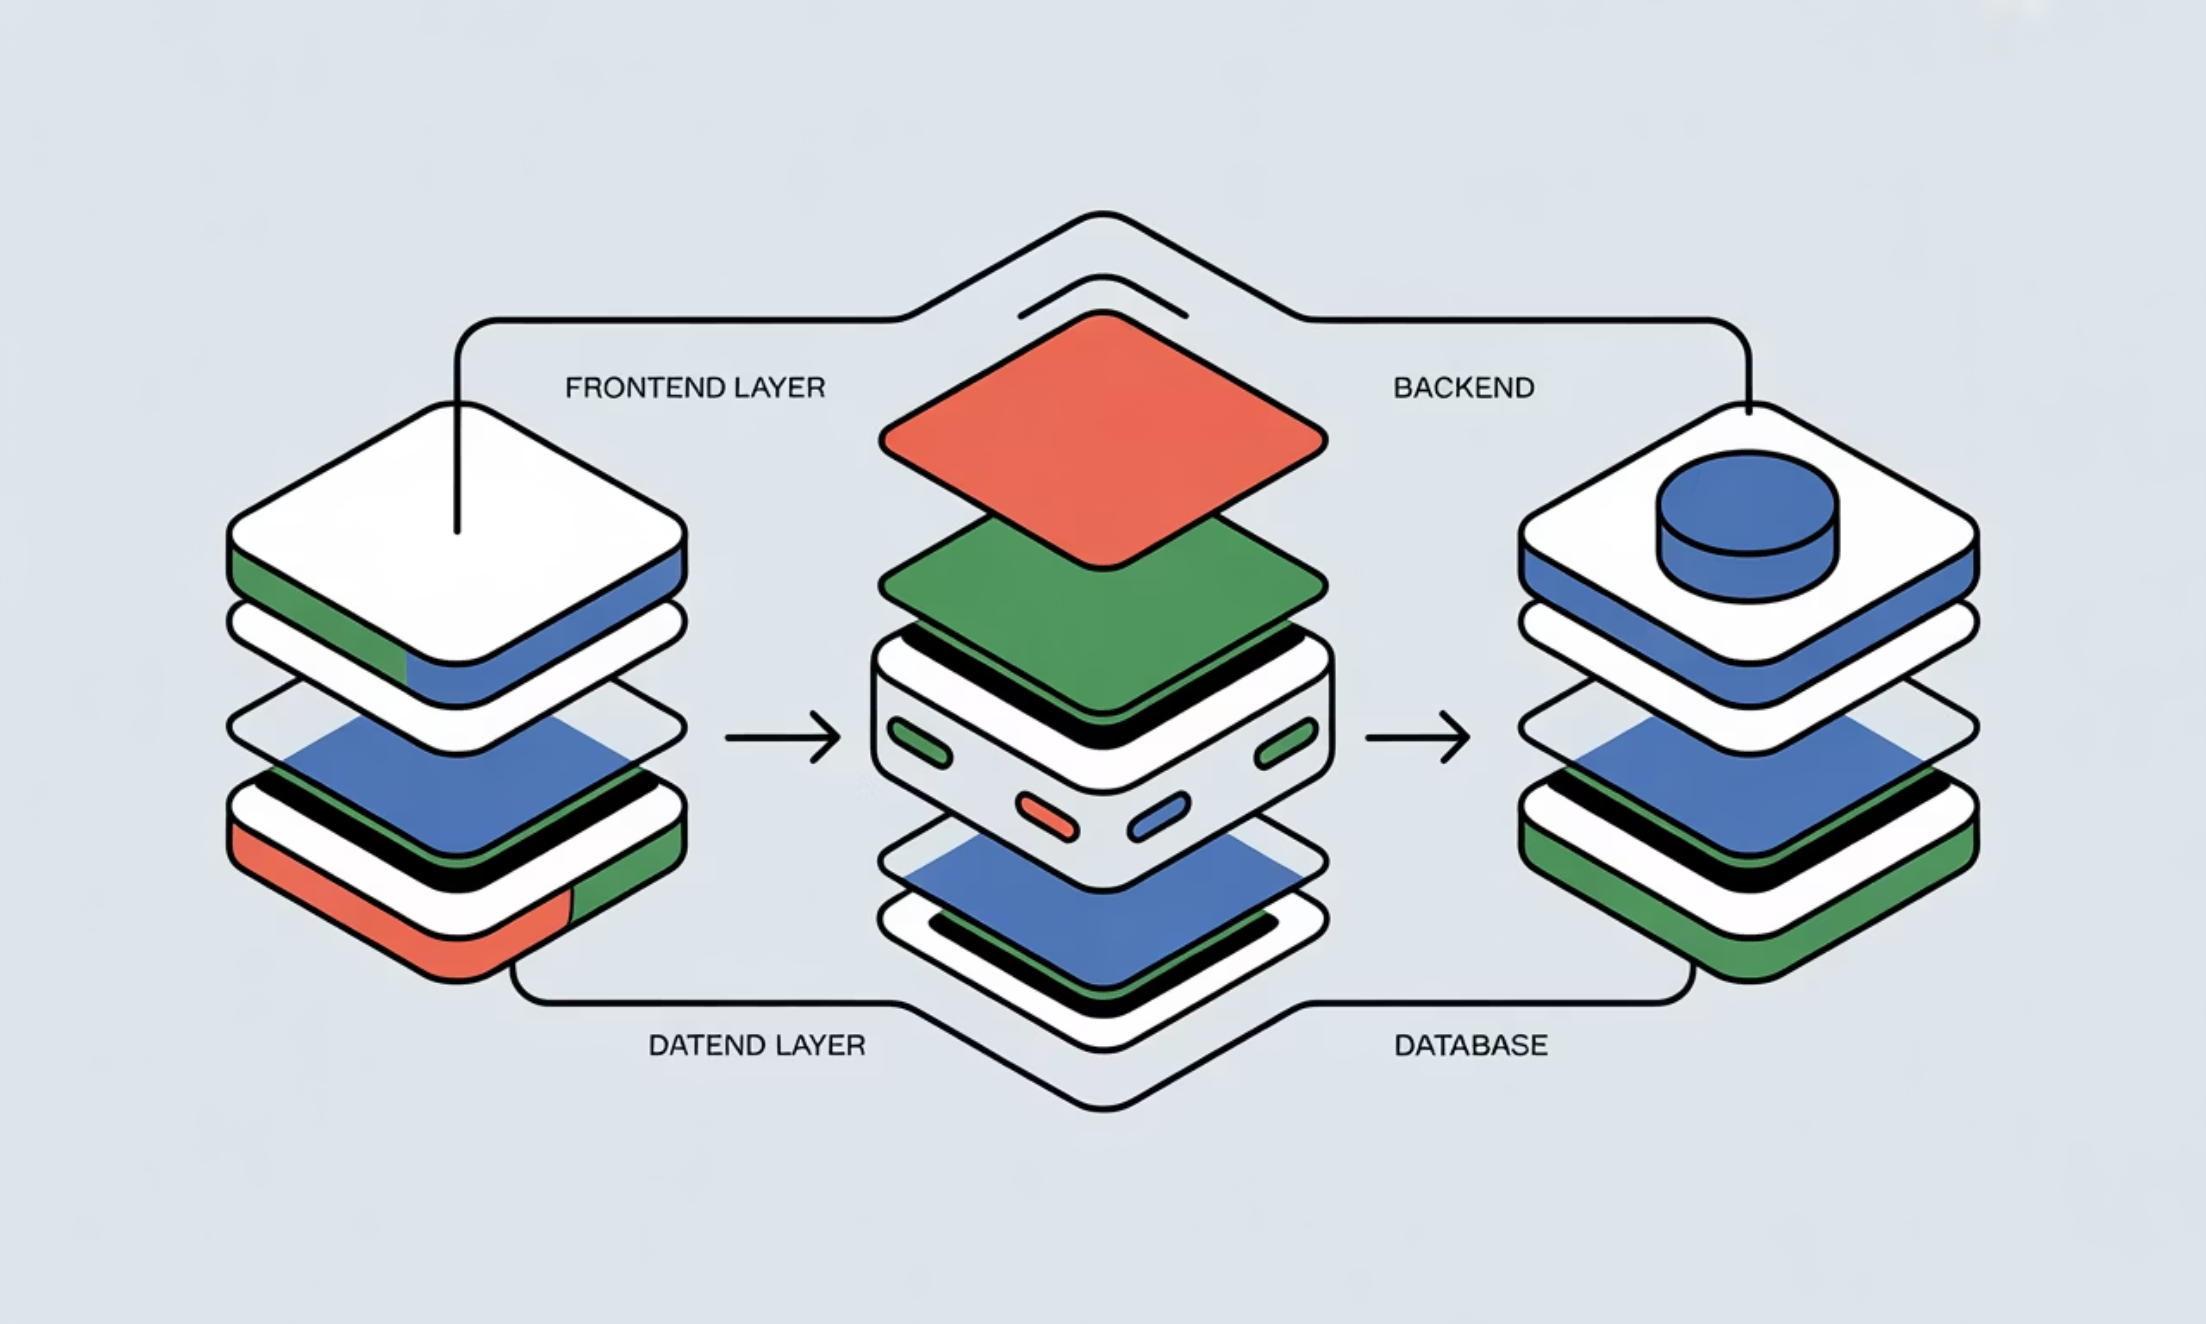 FRONTEND LAYER
BACKEND
DATEND LAYER
DATABASE